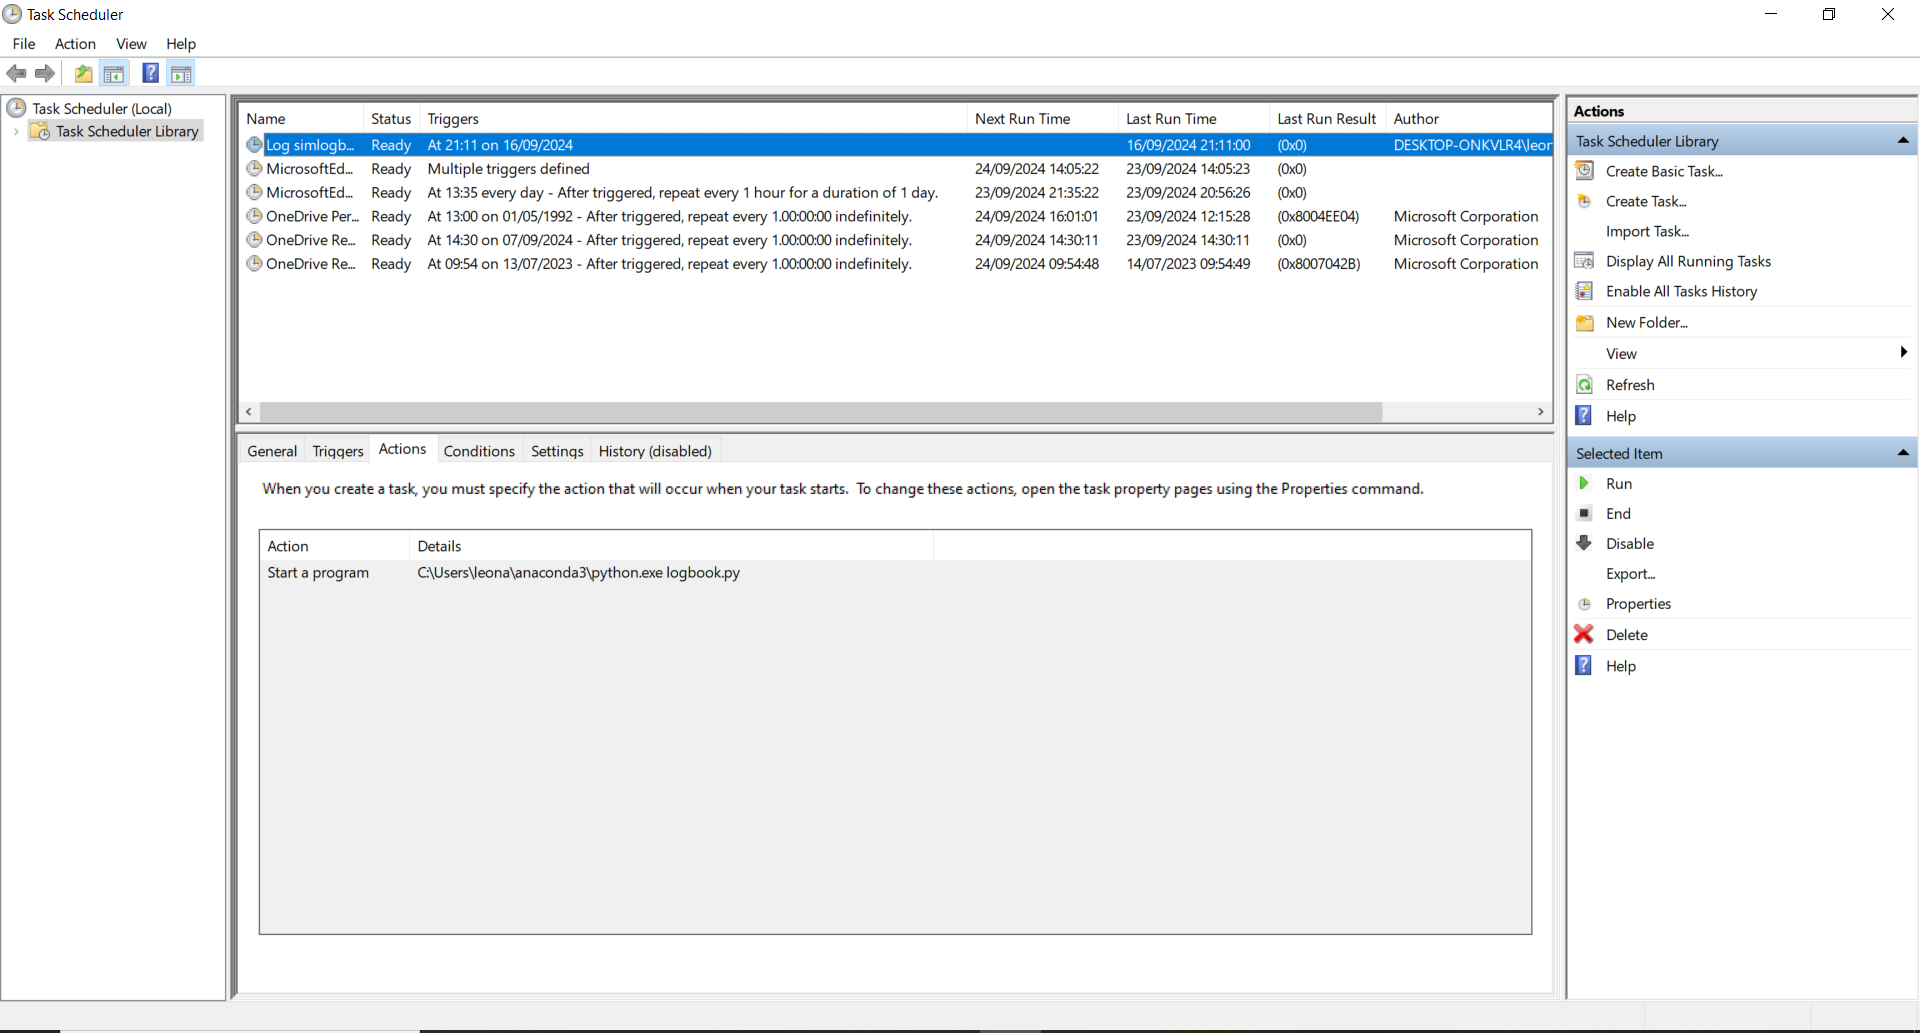 Task Scheduler
File Action View Help
Task Scheduler (Local)
Task Scheduler Library
Name Status Triggers Next Run Time Last Run Time Last Run Result Author
Log simlogb... Ready At 21:11 on 16/09/2024 16/09/2024 21:11:00 (0x0) DESKTOP-ONKVLR4\leon
MicrosoftEd... Ready Multiple triggers defined 24/09/2024 14:05:22 23/09/2024 14:05:23 (0x0)
MicrosoftEd... Ready At 13:35 every day - After triggered, repeat every 1 hour for a duration of 1 day. 23/09/2024 21:35:22 23/09/2024 20:56:26 (0x0)
OneDrive Per... Ready At 13:00 on 01/05/1992 - After triggered, repeat every 1.00:00:00 indefinitely. 24/09/2024 16:01:01 23/09/2024 12:15:28 (0x8004EE04) Microsoft Corporation
OneDrive Re... Ready At 14:30 on 07/09/2024 - After triggered, repeat every 1.00:00:00 indefinitely. 24/09/2024 14:30:11 23/09/2024 14:30:11 (0x0) Microsoft Corporation
OneDrive Re... Ready At 09:54 on 13/07/2023 - After triggered, repeat every 1.00:00:00 indefinitely. 24/09/2024 09:54:48 14/07/2023 09:54:49 (0x8007042B) Microsoft Corporation
General Triggers Actions Conditions Settings History (disabled)
When you create a task, you must specify the action that will occur when your task starts. To change these actions, open the task property pages using the Properties command.
Action Details
Start a program C:\Users\leona\anaconda3\python.exe logbook.py
Actions
Task Scheduler Library
Create Basic Task...
Create Task...
Import Task...
Display All Running Tasks
Enable All Tasks History
New Folder...
View
Refresh
Help
Selected Item
Run
End
Disable
Export...
Properties
Delete
Help